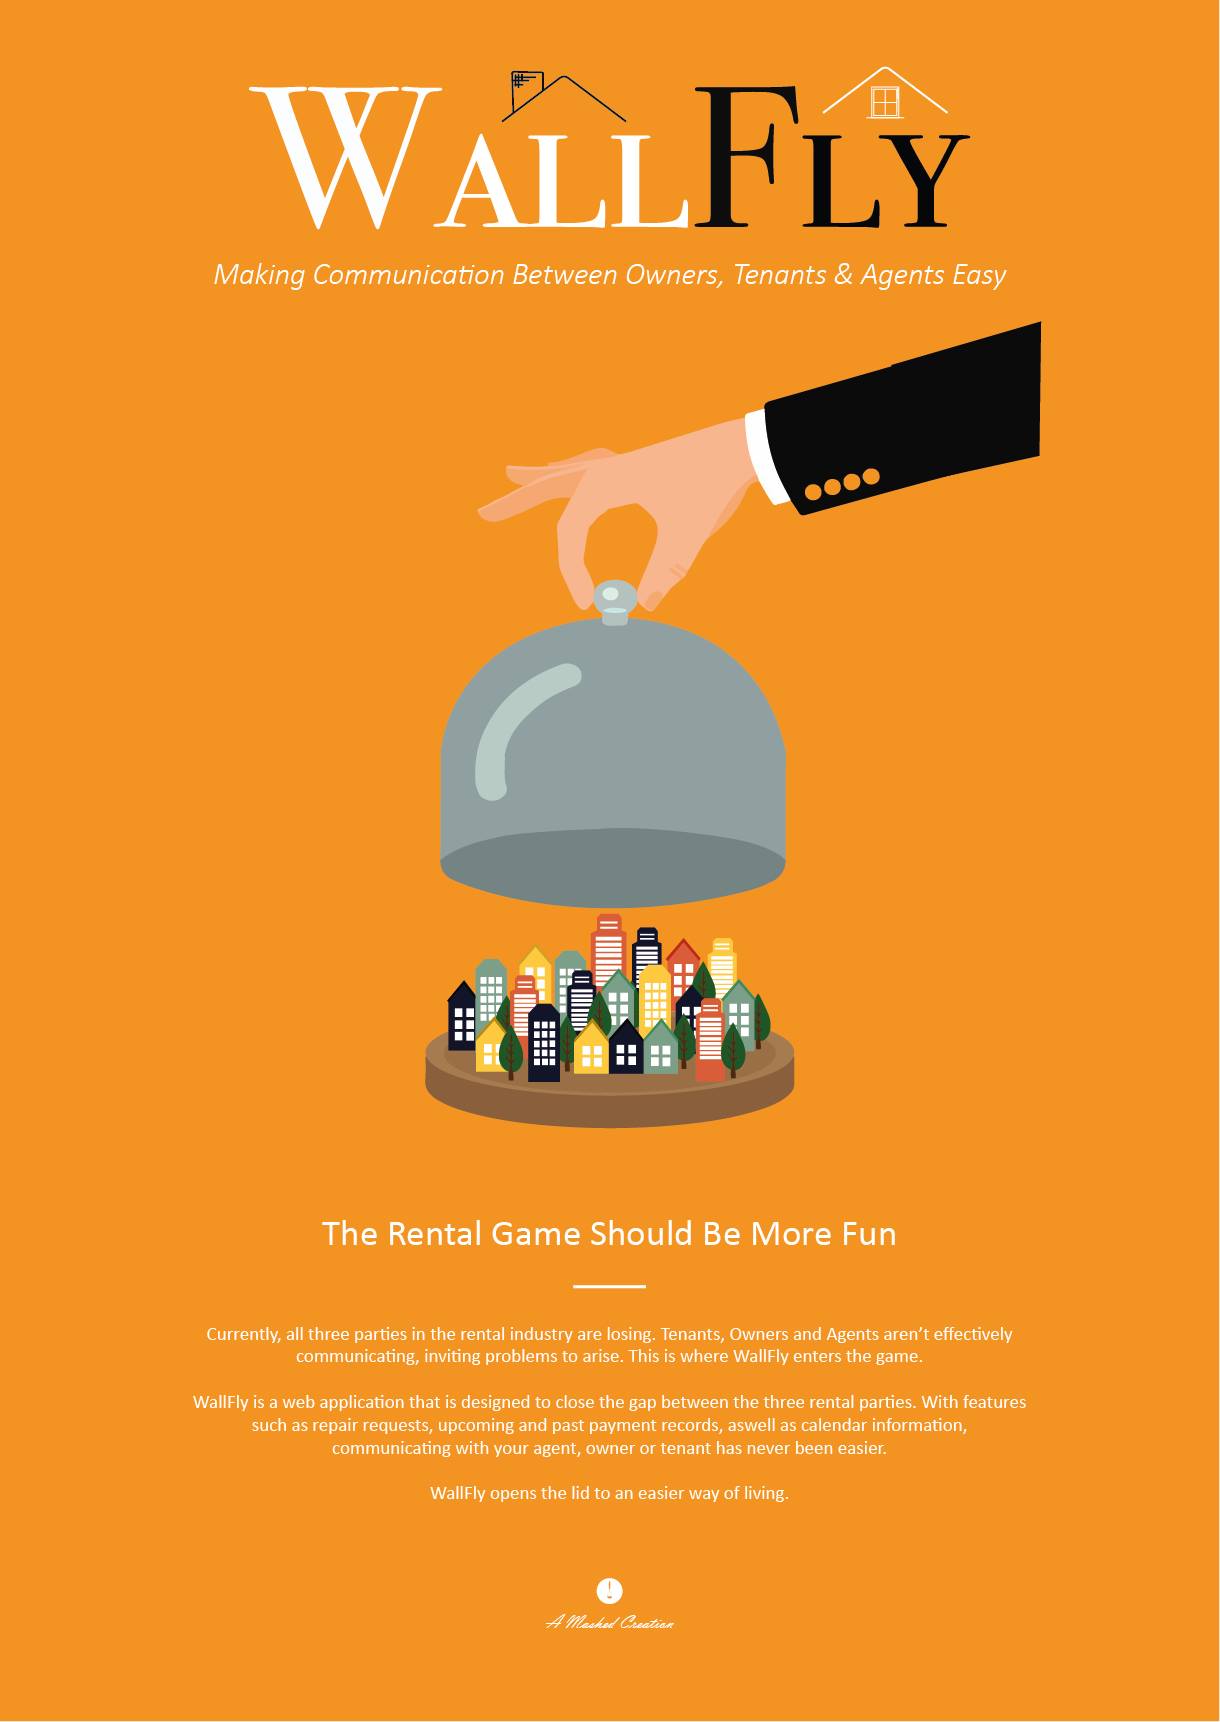 WALLFLY
Making Communication Between Owners, Tenants & Agents Easy
The Rental Game Should Be More Fun
Currently, all three parties in the rental industry are losing. Tenants, Owners and Agents aren’t effectively
communicating, inviting problems to arise. This is where WallFly enters the game.
WallFly is a web application that is designed to close the gap between the three rental parties. With features
such as repair requests, upcoming and past payment records, aswell as calendar information,
communicating with your agent, owner or tenant has never been easier.
WallFly opens the lid to an easier way of living.
!
A Mashed Creation